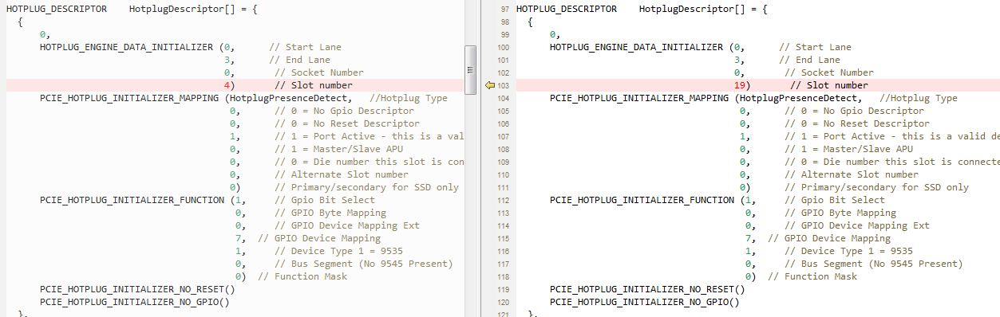 HOTPLUG_DESCRIPTOR    HotplugDescriptor[] = {
  {
      0,
      HOTPLUG_ENGINE_DATA_INITIALIZER (0,      // Start Lane
                                       3,      // End Lane
                                       0,      // Socket Number
                                       4)       // Slot number
      PCIE_HOTPLUG_INITIALIZER_MAPPING (HotplugPresenceDetect,   //Hotplug Type
                                        0,      // 0 = No Gpio Descriptor
                                        0,      // 0 = No Reset Descriptor
                                        1,      // 1 = Port Active - this is a val
                                        0,      // 1 = Master/Slave APU
                                        0,      // 0 = Die number this slot is con
                                        0,      // Alternate Slot number
                                        0)      // Primary/secondary for SSD only
      PCIE_HOTPLUG_INITIALIZER_FUNCTION (1,     // Gpio Bit Select
                                         0,     // GPIO Byte Mapping
                                         0,     // GPIO Device Mapping Ext
                                         7,  // GPIO Device Mapping
                                         1,     // Device Type 1 = 9535
                                         0,     // Bus Segment (No 9545 Present)
                                         0)  // Function Mask
      PCIE_HOTPLUG_INITIALIZER_NO_RESET()
      PCIE_HOTPLUG_INITIALIZER_NO_GPIO()
  },
97 HOTPLUG_DESCRIPTOR    HotplugDescriptor[] = {
98   {
99       0,
100       HOTPLUG_ENGINE_DATA_INITIALIZER (0,      // Start Lane
101                                        3,      // End Lane
102                                        0,      // Socket Number
103                                        19)       // Slot number
104       PCIE_HOTPLUG_INITIALIZER_MAPPING (HotplugPresenceDetect,   //Hotplug Type
105                                         0,      // 0 = No Gpio Descriptor
106                                         0,      // 0 = No Reset Descriptor
107                                         1,      // 1 = Port Active - this is a valid de
108                                         0,      // 1 = Master/Slave APU
109                                         0,      // 0 = Die number this slot is connecte
110                                         0,      // Alternate Slot number
111                                         0)      // Primary/secondary for SSD only
112       PCIE_HOTPLUG_INITIALIZER_FUNCTION (1,     // Gpio Bit Select
113                                          0,     // GPIO Byte Mapping
114                                          0,     // GPIO Device Mapping Ext
115                                          7,  // GPIO Device Mapping
116                                          1,     // Device Type 1 = 9535
117                                          0,     // Bus Segment (No 9545 Present)
118                                          0)  // Function Mask
119       PCIE_HOTPLUG_INITIALIZER_NO_RESET()
120       PCIE_HOTPLUG_INITIALIZER_NO_GPIO()
121   },